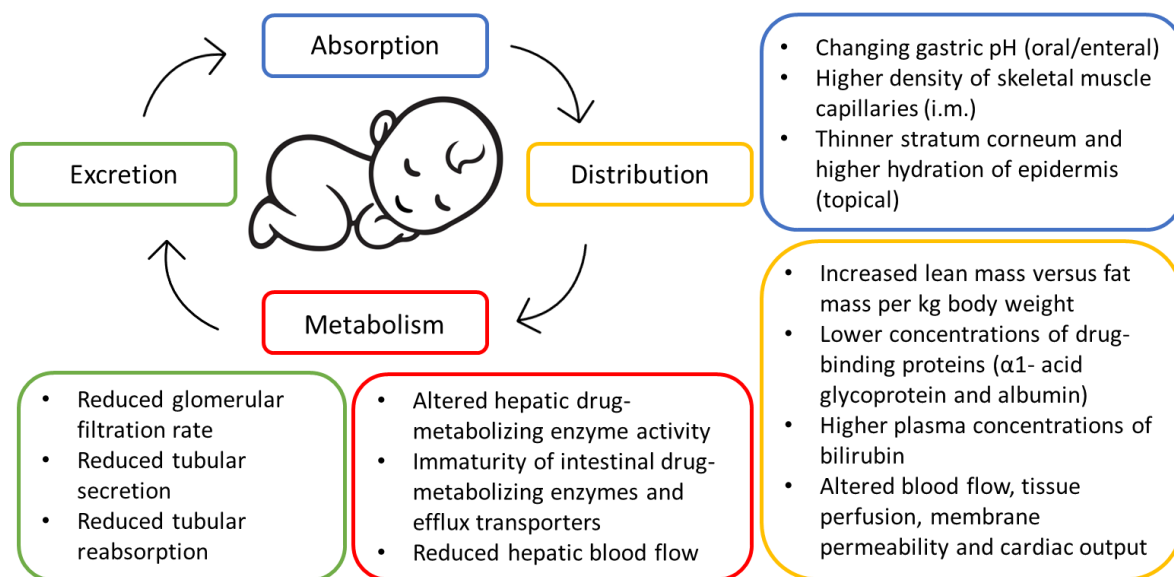 Absorption
Distribution
Metabolism
Excretion
• Changing gastric pH (oral/enteral)
• Higher density of skeletal muscle
capillaries (i.m.)
• Thinner stratum corneum and
higher hydration of epidermis
(topical)
• Increased lean mass versus fat
mass per kg body weight
• Lower concentrations of drug-
binding proteins (α1- acid
glycoprotein and albumin)
• Higher plasma concentrations of
bilirubin
• Altered blood flow, tissue
perfusion, membrane
permeability and cardiac output
• Altered hepatic drug-
metabolizing enzyme activity
• Immaturity of intestinal drug-
metabolizing enzymes and
efflux transporters
• Reduced hepatic blood flow
• Reduced glomerular
filtration rate
• Reduced tubular
secretion
• Reduced tubular
reabsorption